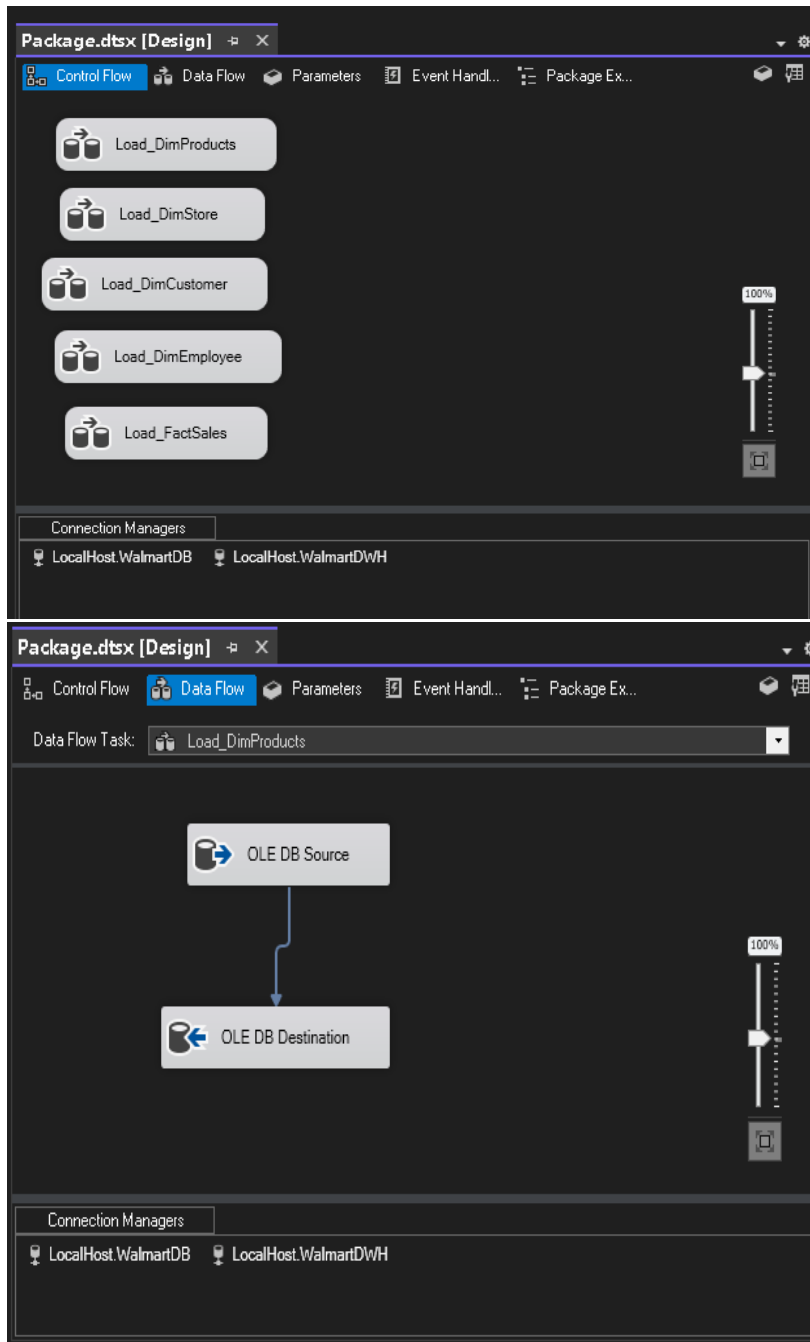 Package.dtsx [Design]
Control Flow Data Flow Parameters Event Handl... Package Ex...
Load_DimProducts
Load_DimStore
Load_DimCustomer
Load_DimEmployee
Load_FactSales
100%
Connection Managers
LocalHost.WalmartDB LocalHost.WalmartDWH
Package.dtsx [Design]
Control Flow Data Flow Parameters Event Handl... Package Ex...
Data Flow Task: Load_DimProducts
OLE DB Source
OLE DB Destination
100%
Connection Managers
LocalHost.WalmartDB LocalHost.WalmartDWH